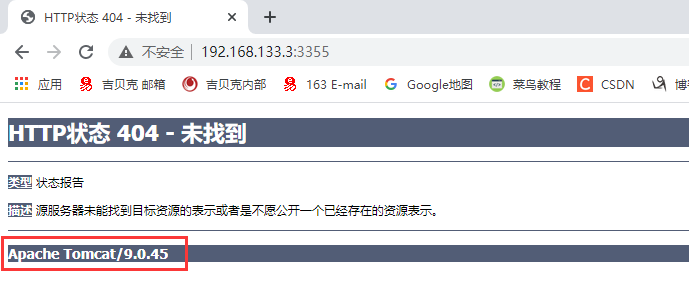 HTTP状态 404 - 未找到
不安全 192.168.133.3:3355
应用 吉贝克 邮箱 吉贝克内部 163 E-mail Google地图 菜鸟教程 CSDN
HTTP状态 404 - 未找到
类型 状态报告
描述 源服务器未能找到目标资源的表示或者是不愿公开一个已经存在的资源表示。
Apache Tomcat/9.0.45